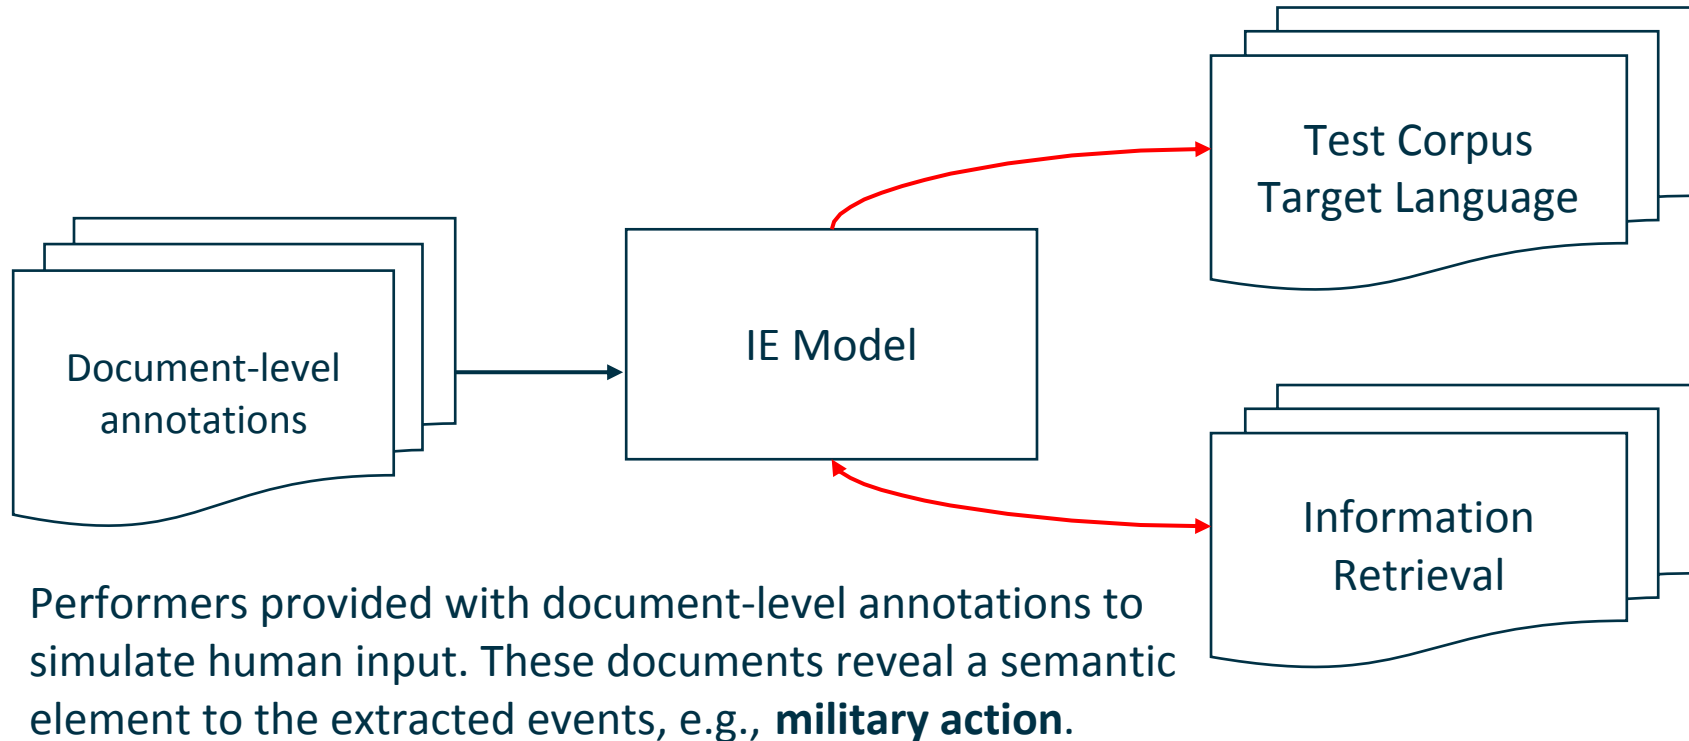 Test Corpus
Target Language
Document-level
annotations
IE Model
Information
Retrieval
Performers provided with document-level annotations to
simulate human input. These documents reveal a semantic
element to the extracted events, e.g., military action.